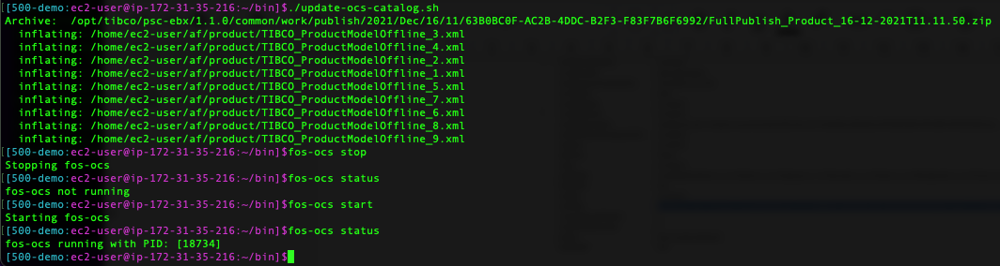 [[500-demo:ec2-user@ip-172-31-35-216:~/bin]$./update-ocs-catalog.sh
Archive:  /opt/tibco/psc-ebx/1.1.0/common/work/publish/2021/Dec/16/11/63B0BC0F-AC2B-4DDC-B2F3-F83F7B6F6992/FullPublish_Product_16-12-2021T11.11.50.zip
  inflating: /home/ec2-user/af/product/TIBCO_ProductModelOffline_3.xml
  inflating: /home/ec2-user/af/product/TIBCO_ProductModelOffline_4.xml
  inflating: /home/ec2-user/af/product/TIBCO_ProductModelOffline_2.xml
  inflating: /home/ec2-user/af/product/TIBCO_ProductModelOffline_1.xml
  inflating: /home/ec2-user/af/product/TIBCO_ProductModelOffline_5.xml
  inflating: /home/ec2-user/af/product/TIBCO_ProductModelOffline_7.xml
  inflating: /home/ec2-user/af/product/TIBCO_ProductModelOffline_6.xml
  inflating: /home/ec2-user/af/product/TIBCO_ProductModelOffline_8.xml
  inflating: /home/ec2-user/af/product/TIBCO_ProductModelOffline_9.xml
[[500-demo:ec2-user@ip-172-31-35-216:~/bin]$fos-ocs stop
Stopping fos-ocs
[[500-demo:ec2-user@ip-172-31-35-216:~/bin]$fos-ocs status
fos-ocs not running
[[500-demo:ec2-user@ip-172-31-35-216:~/bin]$fos-ocs start
Starting fos-ocs
[[500-demo:ec2-user@ip-172-31-35-216:~/bin]$fos-ocs status
fos-ocs running with PID: [18734]
[500-demo:ec2-user@ip-172-31-35-216:~/bin]$